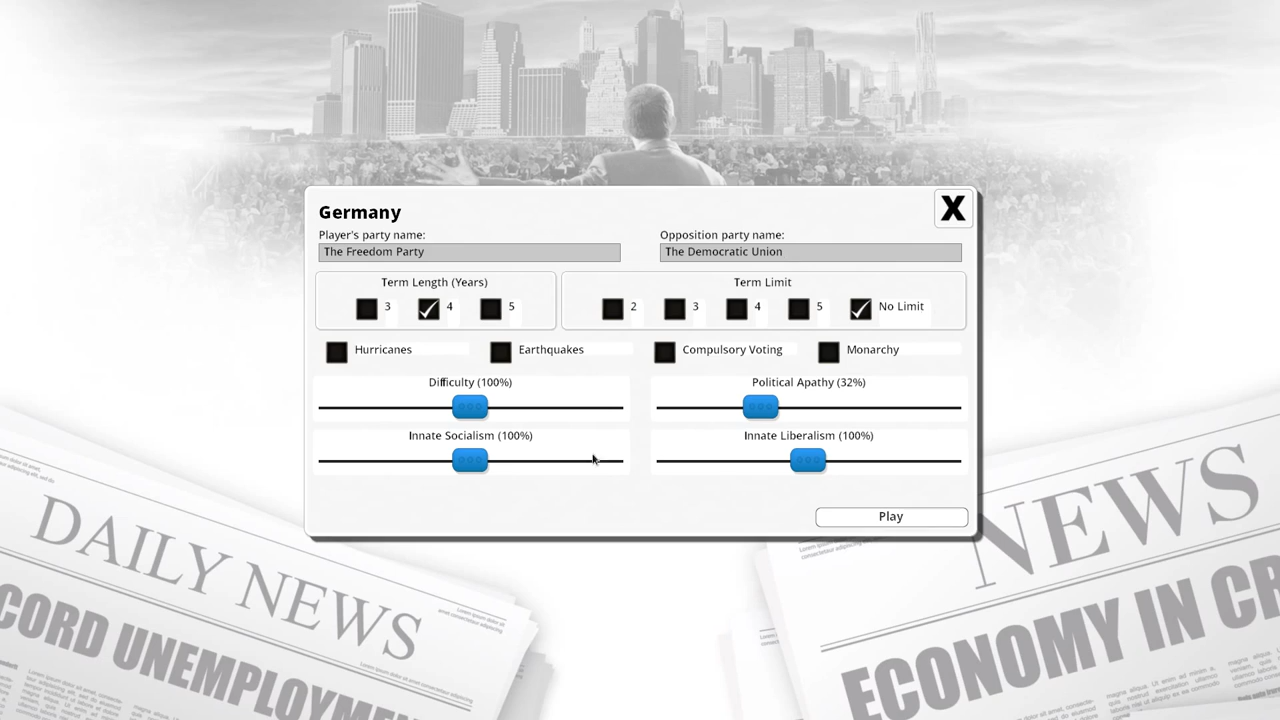 Germany
X
Player's party name:
Opposition party name:
The Freedom Party
The Democratic Union
Term Length (Years)
Term Limit
3
4
5
2
3
4
5
No Limit
Hurricanes
Earthquakes
Compulsory Voting
Monarchy
Difficulty (100%)
Political Apathy (32%)
Innate Socialism (100%)
Innate Liberalism (100%)
Play
DAILY NEWS
CORD UNEMPLOYME
NEWS
ECONOMY IN CR